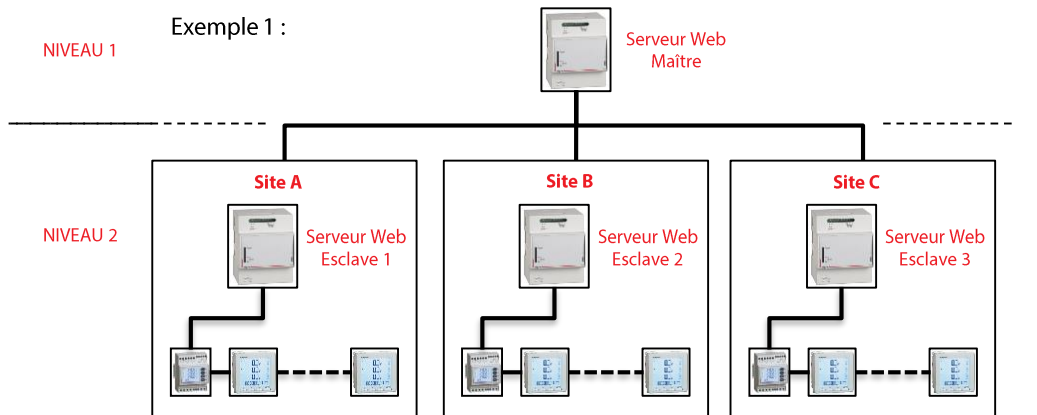 Exemple 1 :
NIVEAU 1
Serveur Web
Maître
Site A
Site B
Site C
NIVEAU 2
Serveur Web
Esclave 1
Serveur Web
Esclave 2
Serveur Web
Esclave 3